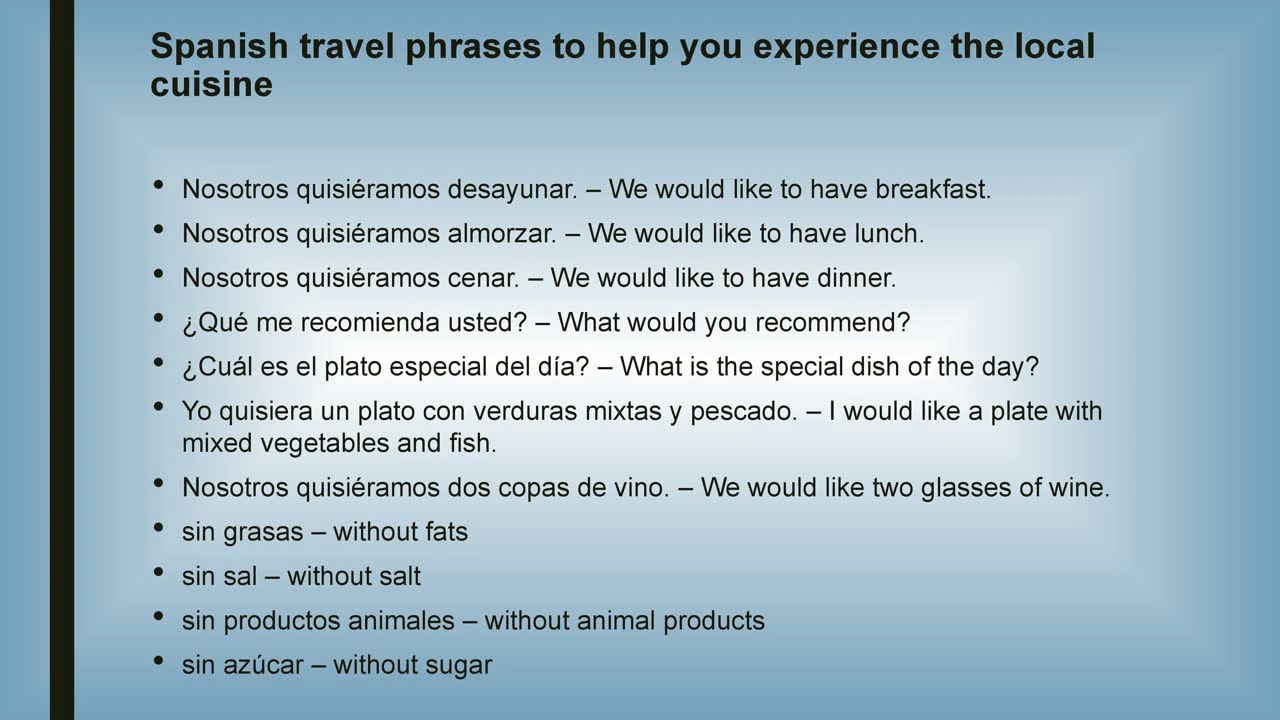 Spanish travel phrases to help you experience the local
cuisine
• Nosotros quisiéramos desayunar. – We would like to have breakfast.
• Nosotros quisiéramos almorzar. – We would like to have lunch.
• Nosotros quisiéramos cenar. – We would like to have dinner.
• ¿Qué me recomienda usted? – What would you recommend?
• ¿Cuál es el plato especial del día? – What is the special dish of the day?
• Yo quisiera un plato con verduras mixtas y pescado. – I would like a plate with
mixed vegetables and fish.
• Nosotros quisiéramos dos copas de vino. – We would like two glasses of wine.
• sin grasas – without fats
• sin sal – without salt
• sin productos animales – without animal products
• sin azúcar – without sugar